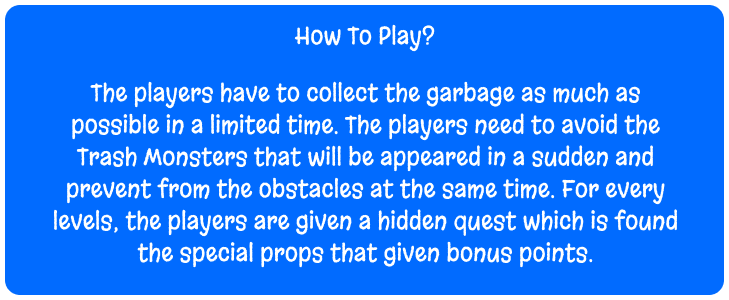 How To Play?
The players have to collect the garbage as much as
possible in a limited time. The players need to avoid the
Trash Monsters that will be appeared in a sudden and
prevent from the obstacles at the same time. For every
levels, the players are given a hidden quest which is found
the special props that given bonus points.